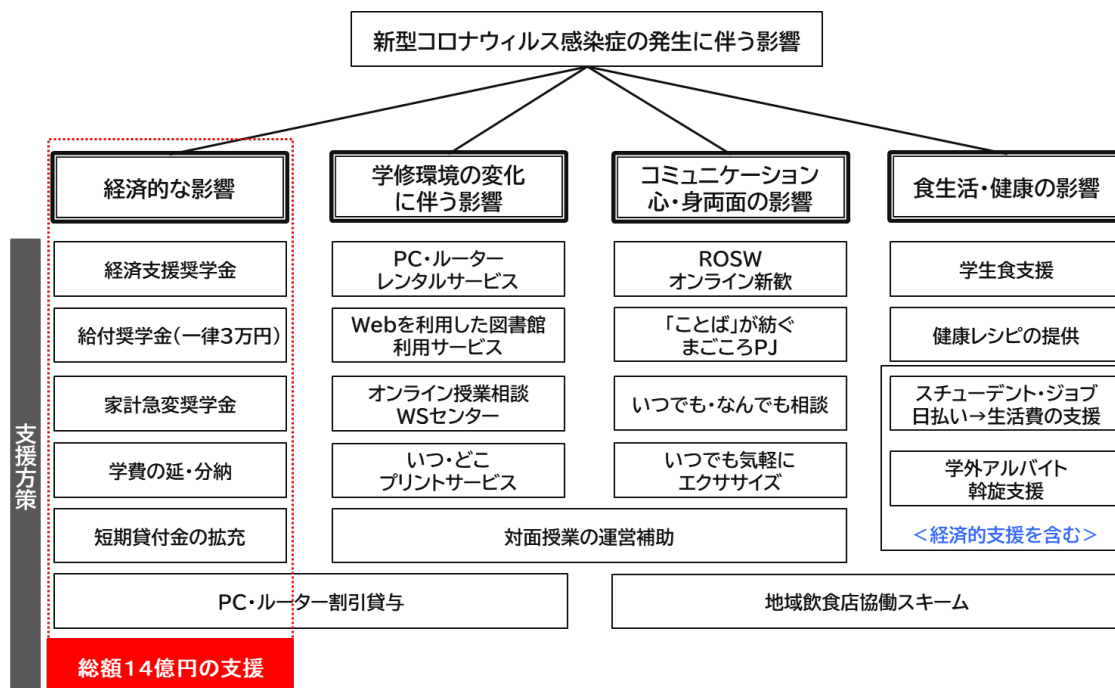 新型コロナウィルス感染症の発生に伴う影響
経済的な影響
学修環境の変化
に伴う影響
コミュニケーション
心・身両面の影響
食生活・健康の影響
支援方策
経済支援奨学金
PC・ルーター
レンタルサービス
ROSW
オンライン新歓
学生食支援
給付奨学金(一律3万円)
Webを利用した図書館
利用サービス
「ことば」が紡ぐ
まごころPJ
健康レシピの提供
家計急変奨学金
オンライン授業相談
WSセンター
いつでも・なんでも相談
スチューデント・ジョブ
日払い→生活費の支援
学費の延・分納
いつ・どこ
プリントサービス
いつでも気軽に
エクササイズ
学外アルバイト
斡旋支援
短期貸付金の拡充
対面授業の運営補助
<経済的支援を含む>
PC・ルーター割引貸与
地域飲食店協働スキーム
総額14億円の支援